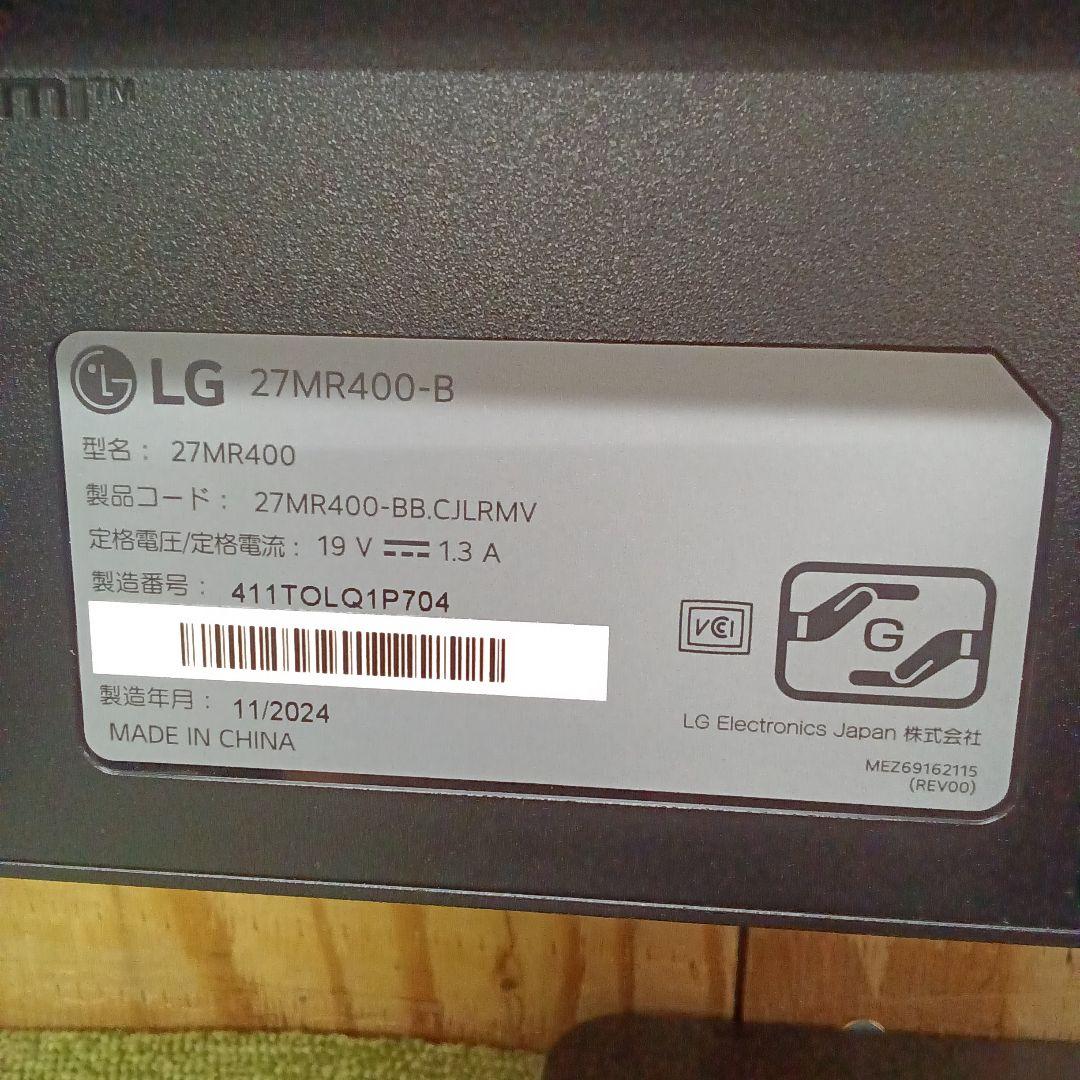 mi™
LG 27MR400-B
型名： 27MR400
製品コード： 27MR400-BB.CJLRMV
定格電圧/定格電流： 19 V ⎓ 1.3 A
製造番号： 411TOLQ1P704
製造年月： 11/2024
MADE IN CHINA
VCCI
G
LG Electronics Japan 株式会社
MEZ69162115
(REV00)